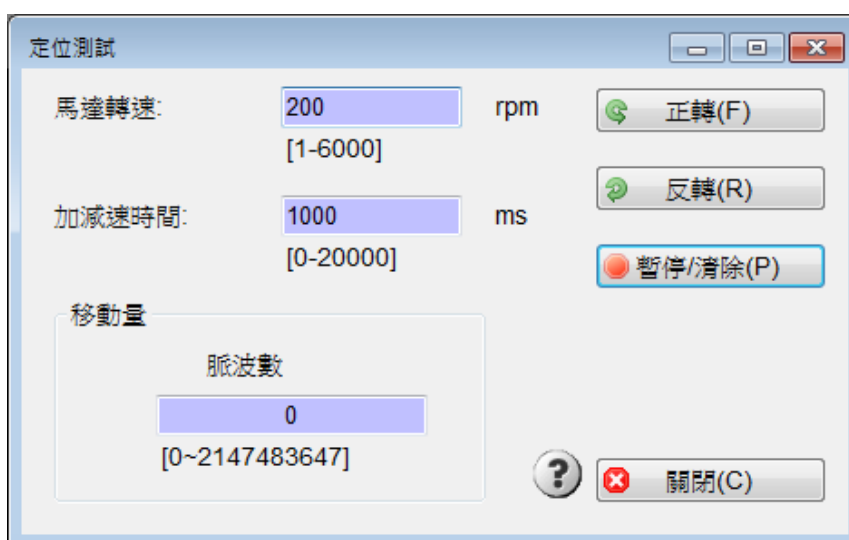 定位測試
馬達轉速: 200 rpm 正轉(F)
[1-6000]
反轉(R)
加減速時間: 1000 ms
[0-20000] 暫停/清除(P)
移動量
脈波數
0
[0~2147483647]
? 關閉(C)